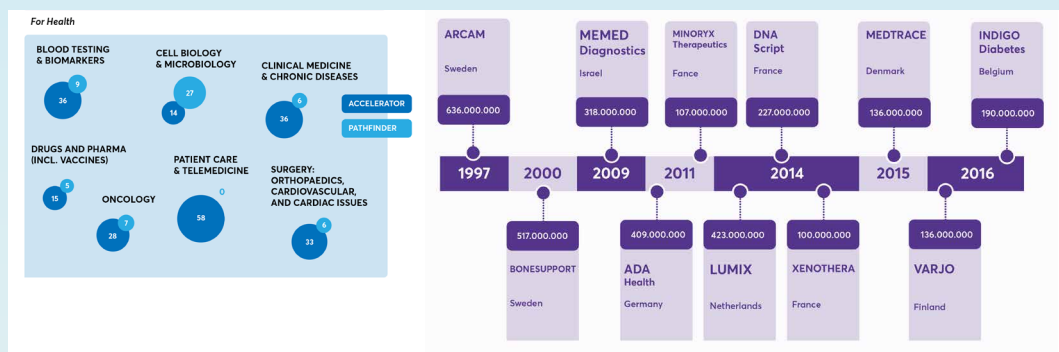 For Health
BLOOD TESTING
& BIOMARKERS
9
36
CELL BIOLOGY
& MICROBIOLOGY
27
14
CLINICAL MEDICINE
& CHRONIC DISEASES
6
36
ACCELERATOR
PATHFINDER
DRUGS AND PHARMA
(INCL. VACCINES)
5
15
ONCOLOGY
7
28
PATIENT CARE
& TELEMEDICINE
0
58
SURGERY:
ORTHOPAEDICS,
CARDIOVASCULAR,
AND CARDIAC ISSUES
6
33
ARCAM
Sweden
636.000.000
MEMED
Diagnostics
Israel
318.000.000
MINORYX
Therapeutics
Fance
107.000.000
DNA
Script
France
227.000.000
MEDTRACE
Denmark
136.000.000
INDIGO
Diabetes
Belgium
190.000.000
1997 2000 2009 2011 2014 2015 2016
517.000.000
BONESUPPORT
Sweden
409.000.000
ADA
Health
Germany
423.000.000
LUMIX
Netherlands
100.000.000
XENOTHERA
France
136.000.000
VARJO
Finland